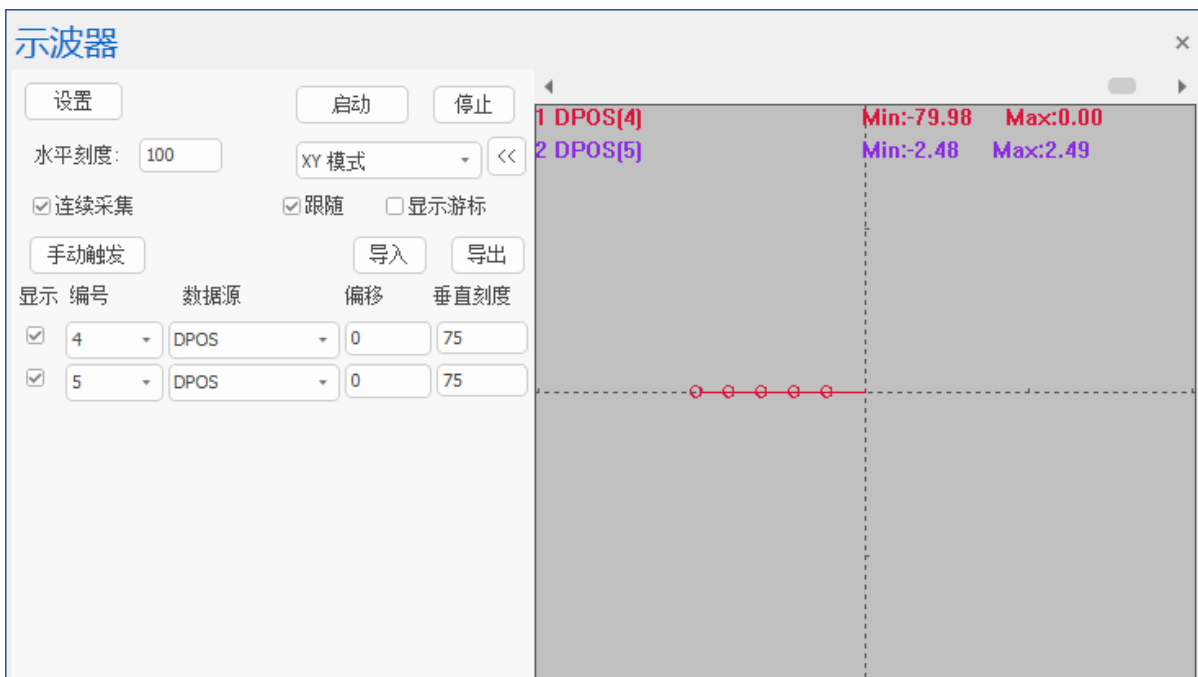 示波器
×
设置 启动 停止
水平刻度: 100 XY 模式 <<
连续采集 跟随 显示游标
手动触发 导入 导出
显示 编号 数据源 偏移 垂直刻度
4 DPOS 0 75
5 DPOS 0 75
1 DPOS(4) Min:-79.98 Max:0.00
2 DPOS(5) Min:-2.48 Max:2.49